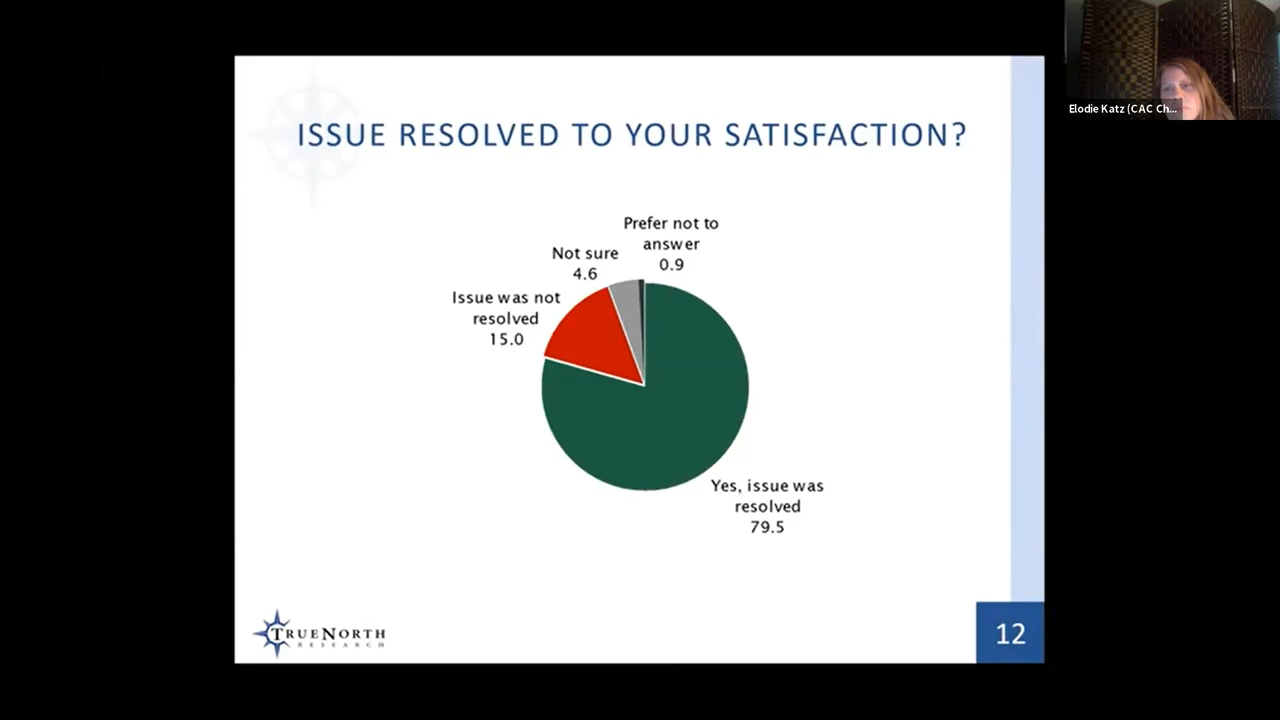 Elodie Katz (CAC Ch...
ISSUE RESOLVED TO YOUR SATISFACTION?
Prefer not to
answer
0.9
Not sure
4.6
Issue was not
resolved
15.0
Yes, issue was
resolved
79.5
TRUENORTH
RESEARCH
12